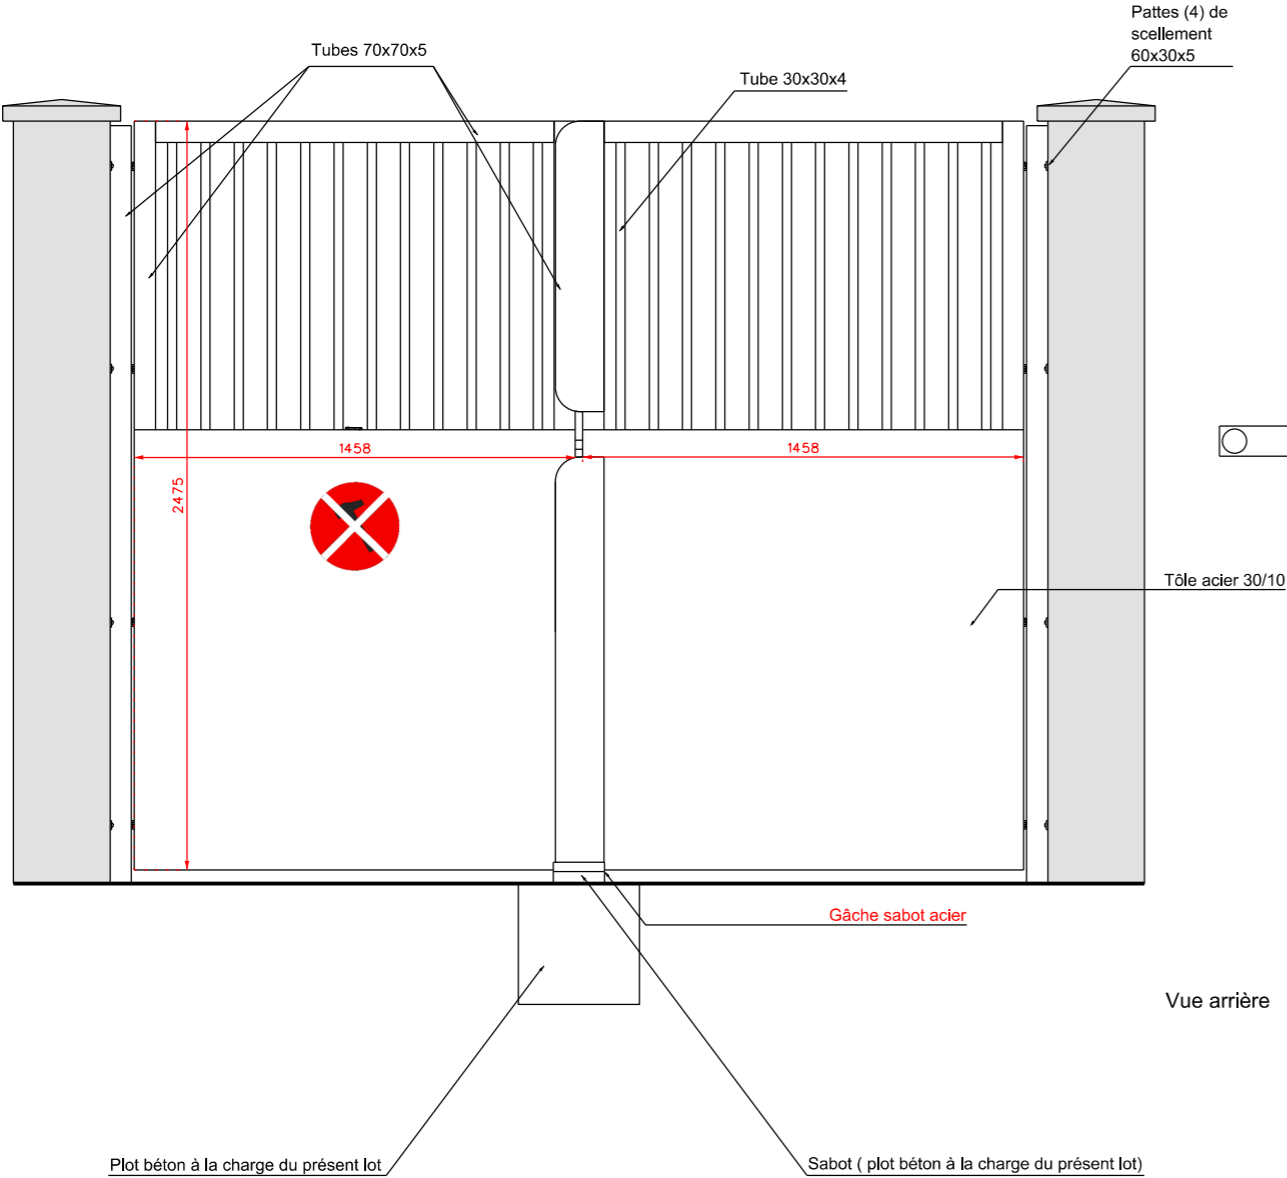 Pattes (4) de
scellement
60x30x5
Tubes 70x70x5
Tube 30x30x4
1458
1458
2475
Tôle acier 30/10
Gâche sabot acier
Vue arrière
Plot béton à la charge du présent lot
Sabot ( plot béton à la charge du présent lot)